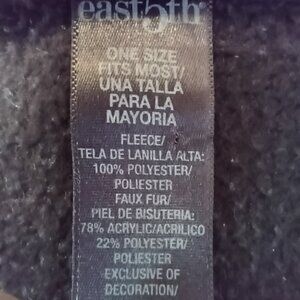 east5th
ONE SIZE
FITS MOST/
UNA TALLA
PARA LA
MAYORIA
FLEECE/
TELA DE LANILLA ALTA:
100% POLYESTER/
POLIESTER
FAUX FUR/
PIEL DE BISUTERIA:
78% ACRYLIC/ACRILICO
22% POLYESTER/
POLIESTER
EXCLUSIVE OF
DECORATION/